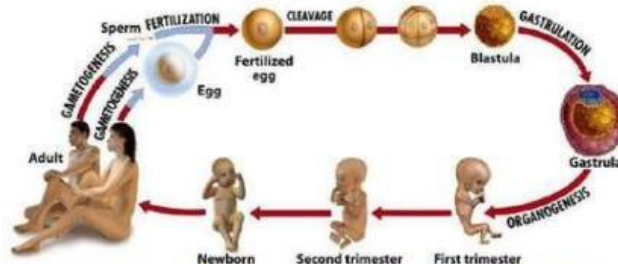 Sperm
FERTILIZATION
CLEAVAGE
GASTRULATION
GAMETOGENESIS
GAMETOGENESIS
Egg
Fertilized
egg
Blastula
Adult
Gastrula
ORGANOGENESIS
Newborn
Second trimester
First trimester